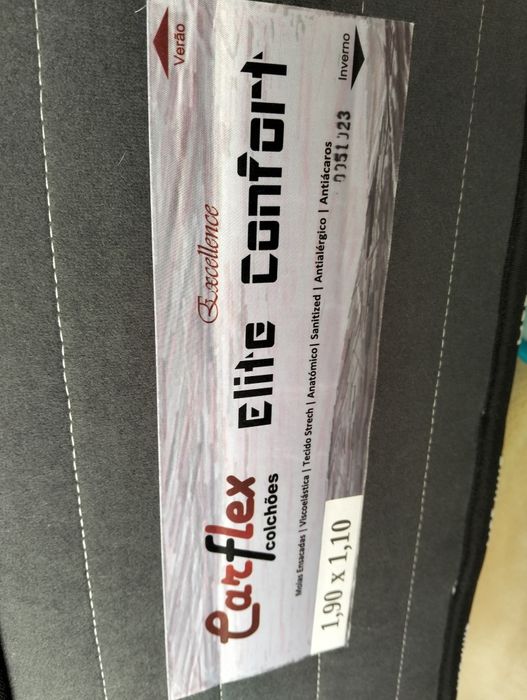 Verão
Excellence
Carflex
colchões
Elite Confort
Molas Ensacadas | Viscoelástica | Tecido Strech | Anatómico | Sanitized | Antialérgico | Antiácaros
Inverno
1,90 x 1,10